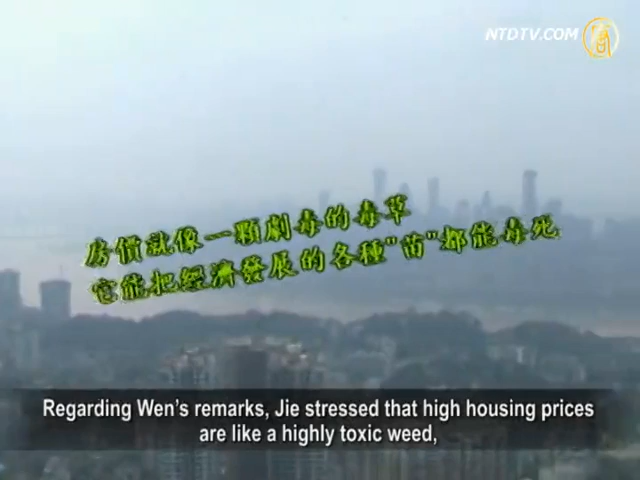 NTDTV.COM
房價就像一顆劇毒的毒草
它能把經濟發展的各種"苗"都能毒死
Regarding Wen's remarks, Jie stressed that high housing prices
are like a highly toxic weed,